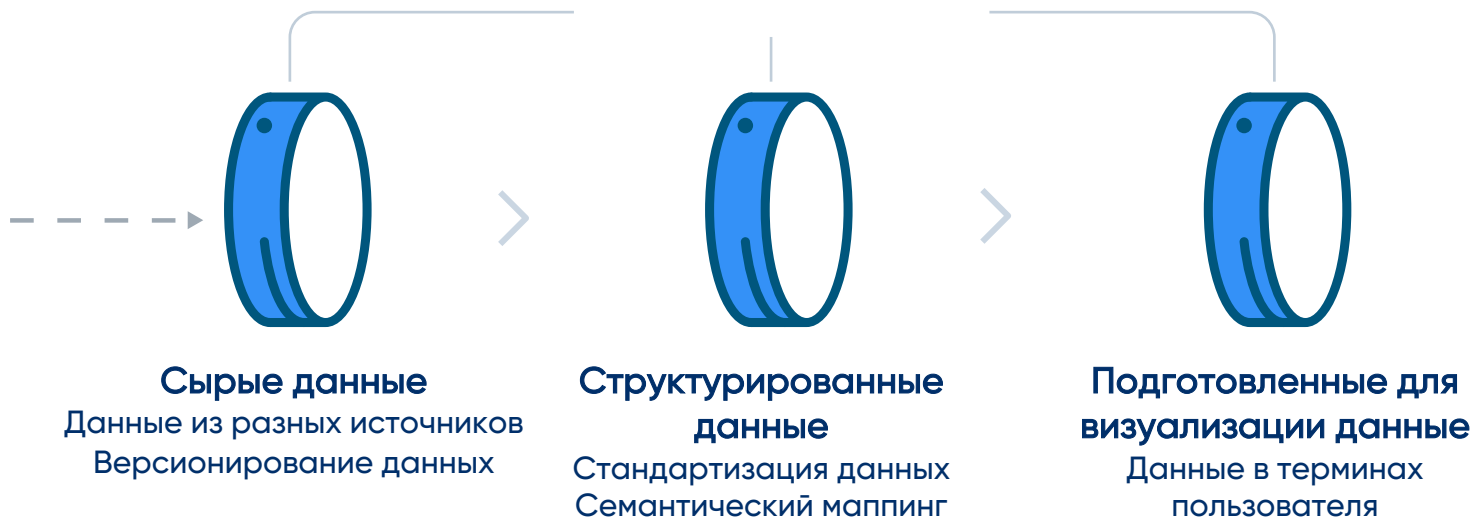 Сырые данные
Данные из разных источников
Версионирование данных
Структурированные
данные
Стандартизация данных
Семантический маппинг
Подготовленные для
визуализации данные
Данные в терминах
пользователя